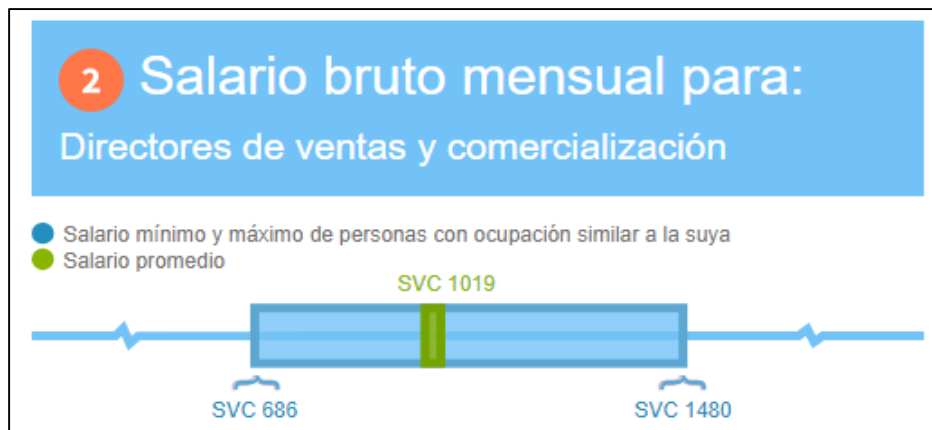 2 Salario bruto mensual para:
Directores de ventas y comercialización
Salario mínimo y máximo de personas con ocupación similar a la suya
Salario promedio
SVC 1019
SVC 686
SVC 1480